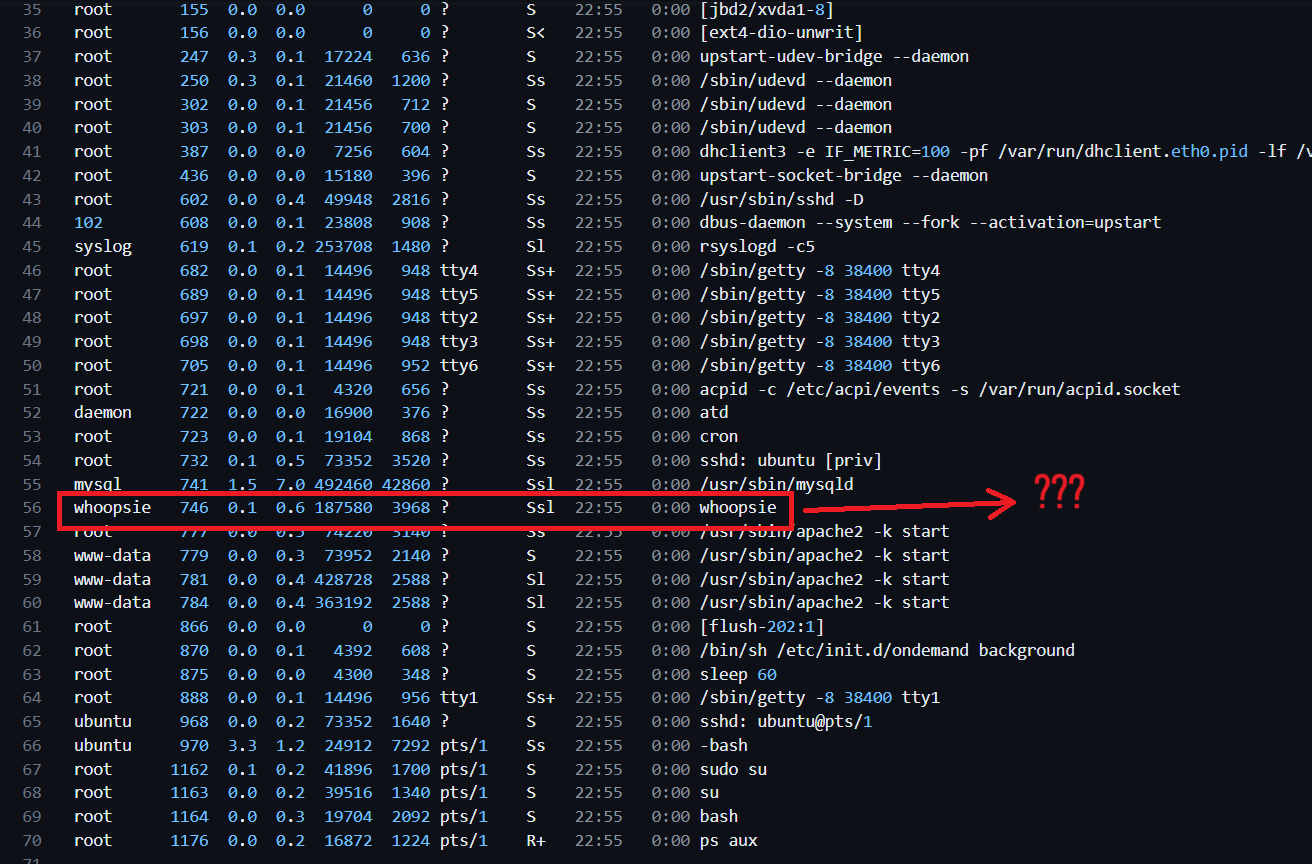 35 root 155 0.0 0.0 0 0 ? S 22:55 0:00 [jbd2/xvda1-8]
36 root 156 0.0 0.0 0 0 ? S< 22:55 0:00 [ext4-dio-unwrit]
37 root 247 0.3 0.1 17224 636 ? S 22:55 0:00 upstart-udev-bridge --daemon
38 root 250 0.3 0.1 21460 1200 ? Ss 22:55 0:00 /sbin/udevd --daemon
39 root 302 0.0 0.1 21456 712 ? S 22:55 0:00 /sbin/udevd --daemon
40 root 303 0.0 0.1 21456 700 ? S 22:55 0:00 /sbin/udevd --daemon
41 root 387 0.0 0.0 7256 604 ? Ss 22:55 0:00 dhclient3 -e IF_METRIC=100 -pf /var/run/dhclient.eth0.pid -lf /v
42 root 436 0.0 0.0 15180 396 ? S 22:55 0:00 upstart-socket-bridge --daemon
43 root 602 0.0 0.4 49948 2816 ? Ss 22:55 0:00 /usr/sbin/sshd -D
44 102 608 0.0 0.1 23808 908 ? Ss 22:55 0:00 dbus-daemon --system --fork --activation=upstart
45 syslog 619 0.1 0.2 253708 1480 ? Sl 22:55 0:00 rsyslogd -c5
46 root 682 0.0 0.1 14496 948 tty4 Ss+ 22:55 0:00 /sbin/getty -8 38400 tty4
47 root 689 0.0 0.1 14496 948 tty5 Ss+ 22:55 0:00 /sbin/getty -8 38400 tty5
48 root 697 0.0 0.1 14496 948 tty2 Ss+ 22:55 0:00 /sbin/getty -8 38400 tty2
49 root 698 0.0 0.1 14496 948 tty3 Ss+ 22:55 0:00 /sbin/getty -8 38400 tty3
50 root 705 0.0 0.1 14496 952 tty6 Ss+ 22:55 0:00 /sbin/getty -8 38400 tty6
51 root 721 0.0 0.1 4320 656 ? Ss 22:55 0:00 acpid -c /etc/acpi/events -s /var/run/acpid.socket
52 daemon 722 0.0 0.0 16900 376 ? Ss 22:55 0:00 atd
53 root 723 0.0 0.1 19104 868 ? Ss 22:55 0:00 cron
54 root 732 0.1 0.5 73352 3520 ? Ss 22:55 0:00 sshd: ubuntu [priv]
55 mysql 741 1.5 7.0 492460 42860 ? Ssl 22:55 0:00 /usr/sbin/mysqld
56 whoopsie 746 0.1 0.6 187580 3968 ? Ssl 22:55 0:00 whoopsie ???
57 root 777 0.0 0.5 74220 3140 ? Ss 22:55 0:00 /usr/sbin/apache2 -k start
58 www-data 779 0.0 0.3 73952 2140 ? S 22:55 0:00 /usr/sbin/apache2 -k start
59 www-data 781 0.0 0.4 428728 2588 ? Sl 22:55 0:00 /usr/sbin/apache2 -k start
60 www-data 784 0.0 0.4 363192 2588 ? Sl 22:55 0:00 /usr/sbin/apache2 -k start
61 root 866 0.0 0.0 0 0 ? S 22:55 0:00 [flush-202:1]
62 root 870 0.0 0.1 4392 608 ? S 22:55 0:00 /bin/sh /etc/init.d/ondemand background
63 root 875 0.0 0.0 4300 348 ? S 22:55 0:00 sleep 60
64 root 888 0.0 0.1 14496 956 tty1 Ss+ 22:55 0:00 /sbin/getty -8 38400 tty1
65 ubuntu 968 0.0 0.2 73352 1640 ? S 22:55 0:00 sshd: ubuntu@pts/1
66 ubuntu 970 3.3 1.2 24912 7292 pts/1 Ss 22:55 0:00 -bash
67 root 1162 0.1 0.2 41896 1700 pts/1 S 22:55 0:00 sudo su
68 root 1163 0.0 0.2 39516 1340 pts/1 S 22:55 0:00 su
69 root 1164 0.0 0.3 19704 2092 pts/1 S 22:55 0:00 bash
70 root 1176 0.0 0.2 16872 1224 pts/1 R+ 22:55 0:00 ps aux